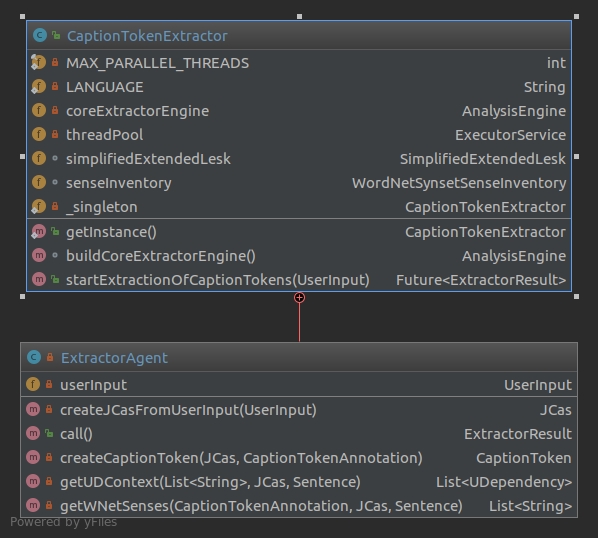 CaptionTokenExtractor
MAX_PARALLEL_THREADS int
LANGUAGE String
coreExtractorEngine AnalysisEngine
threadPool ExecutorService
simplifiedExtendedLesk SimplifiedExtendedLesk
senseInventory WordNetSynsetSenseInventory
_singleton CaptionTokenExtractor
getInstance() CaptionTokenExtractor
buildCoreExtractorEngine() AnalysisEngine
startExtractionOfCaptionTokens(UserInput) Future<ExtractorResult>
ExtractorAgent
userInput UserInput
createJCasFromUserInput(UserInput) JCas
call() ExtractorResult
createCaptionToken(JCas, CaptionTokenAnnotation) CaptionToken
getUDContext(List<String>, JCas, Sentence) List<UDependency>
getWNetSenses(CaptionTokenAnnotation, JCas, Sentence) List<String>
Powered by yFiles